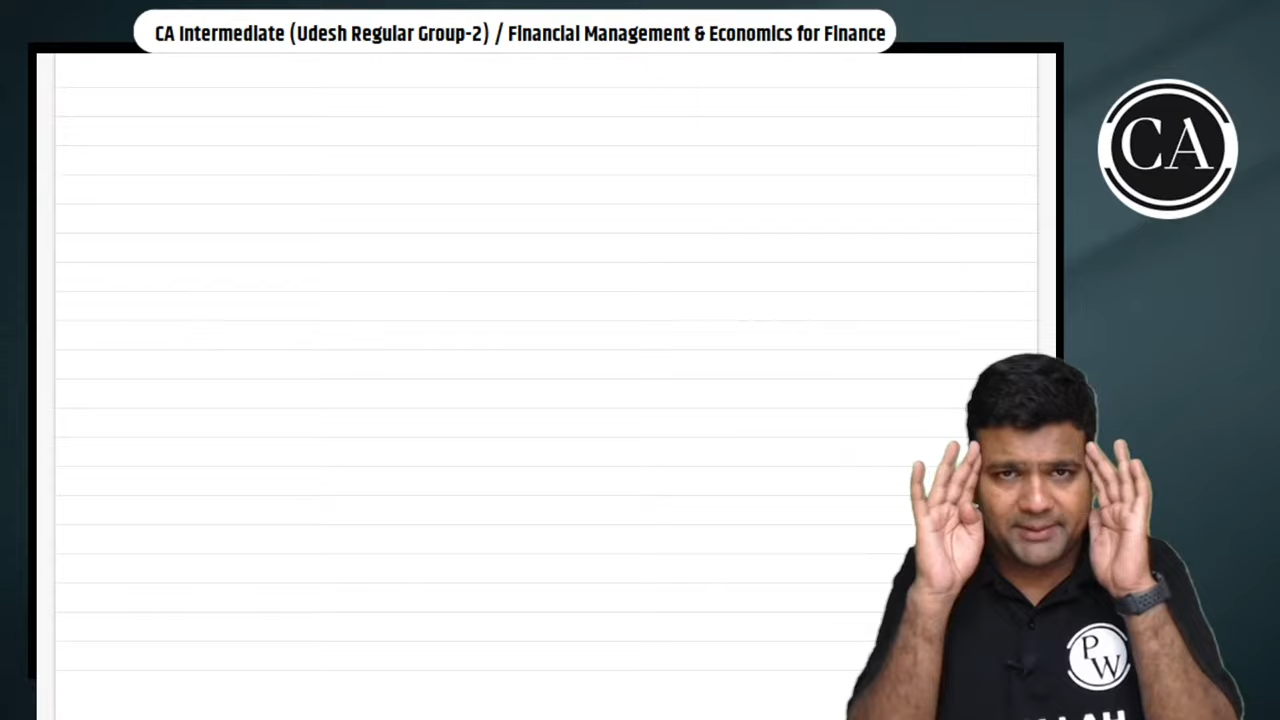 CA Intermediate (Udesh Regular Group-2) / Financial Management & Economics for Finance
CA
PW